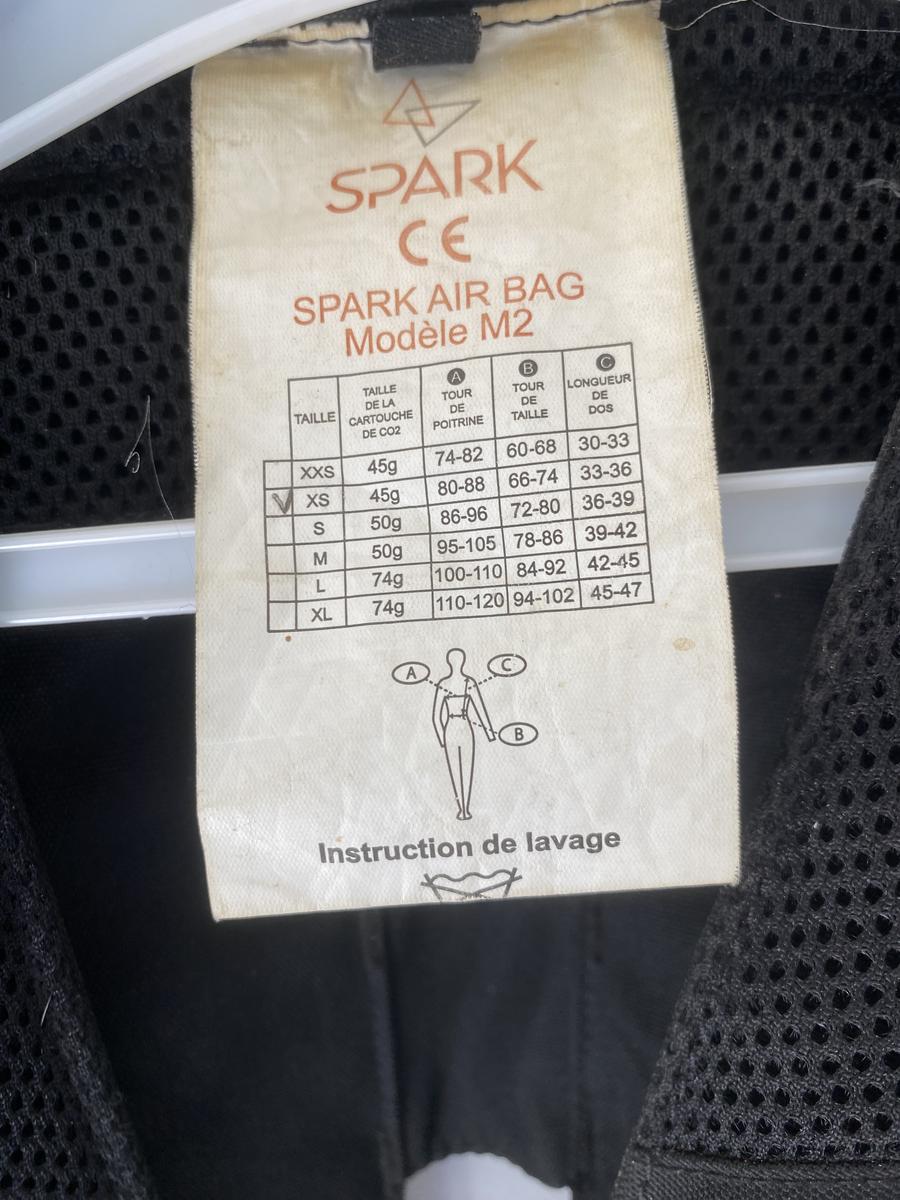 SPARK
CE
SPARK AIR BAG
Modèle M2
TAILLE TAILLE DE LA CARTOUCHE DE CO2 A TOUR DE POITRINE B TOUR DE TAILLE C LONGUEUR DE DOS
XXS 45g 74-82 60-68 30-33
V XS 45g 80-88 66-74 33-36
S 50g 86-96 72-80 36-39
M 50g 95-105 78-86 39-42
L 74g 100-110 84-92 42-45
XL 74g 110-120 94-102 45-47
A C
B
Instruction de lavage